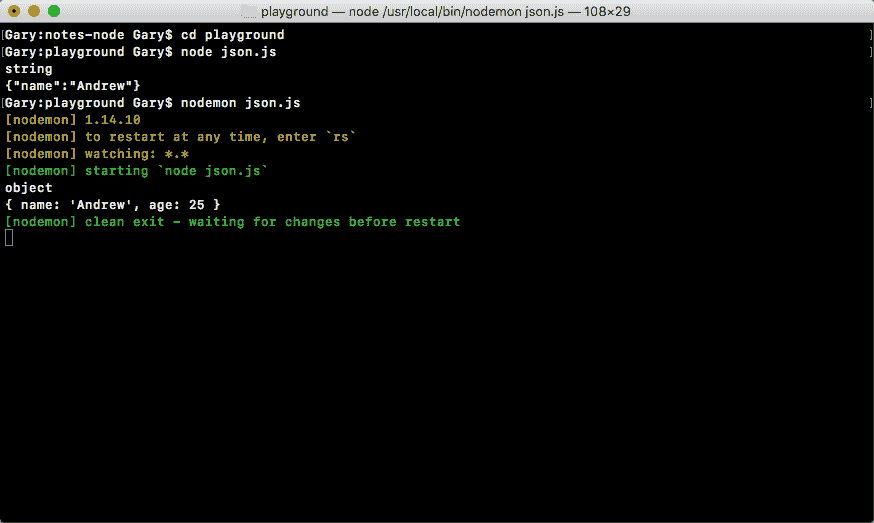 playground — node /usr/local/bin/nodemon json.js — 108×29
[Gary:notes-node Gary$ cd playground ]
[Gary:playground Gary$ node json.js ]
string
{"name":"Andrew"}
[Gary:playground Gary$ nodemon json.js ]
[nodemon] 1.14.10
[nodemon] to restart at any time, enter `rs`
[nodemon] watching: *.*
[nodemon] starting `node json.js`
object
{ name: 'Andrew', age: 25 }
[nodemon] clean exit - waiting for changes before restart